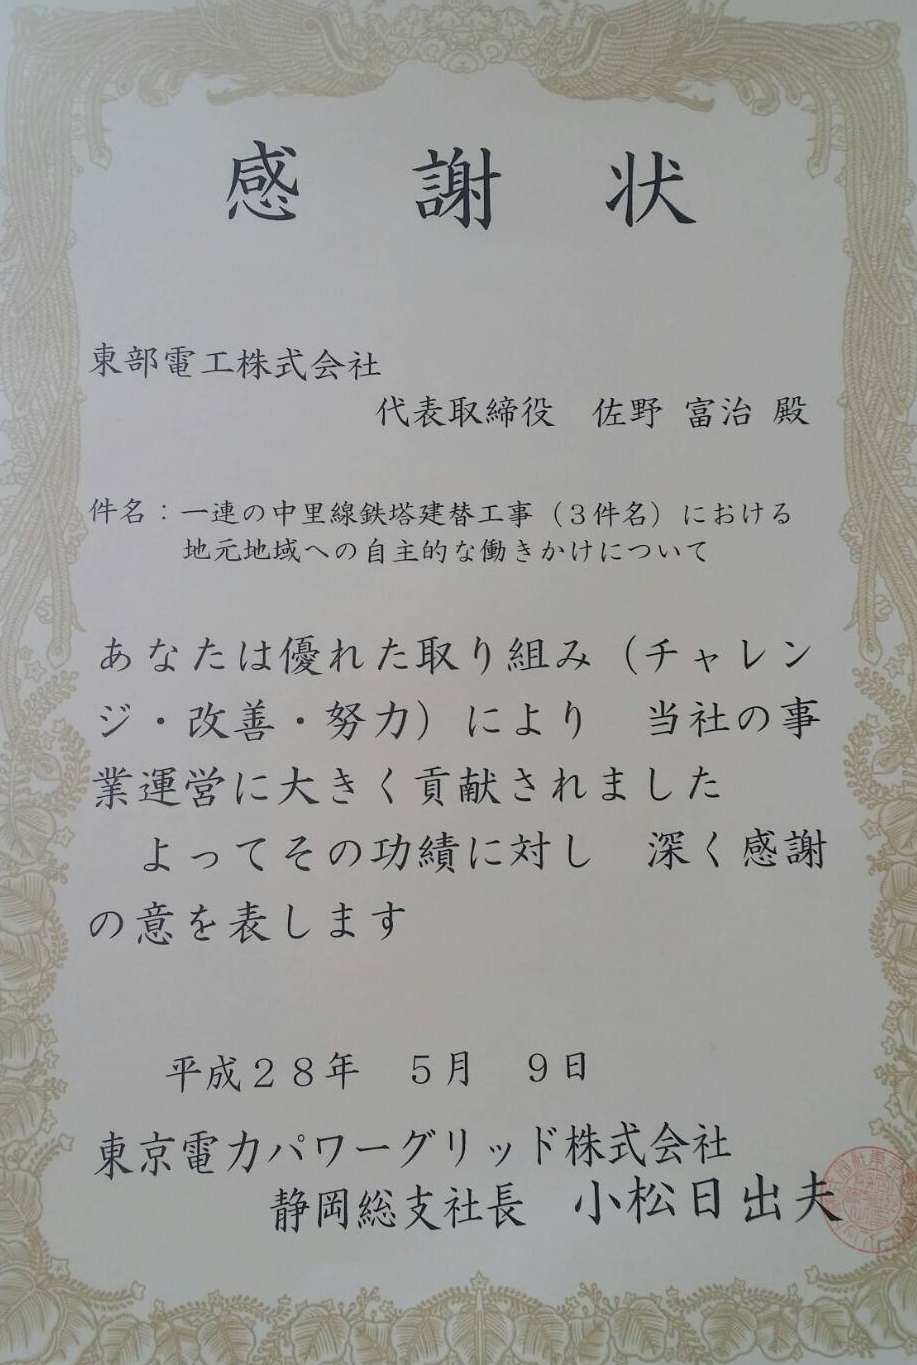 感謝状
東部電工株式会社
代表取締役　佐野 富治 殿
件名：一連の中里線鉄塔建替工事（３件名）における
地元地域への自主的な働きかけについて
あなたは優れた取り組み（チャレン
ジ・改善・努力）により　当社の事
業運営に大きく貢献されました
　よってその功績に対し　深く感謝
の意を表します
平成２８年　５月　９日
東京電力パワーグリッド株式会社
静岡総支社長　小松日出夫